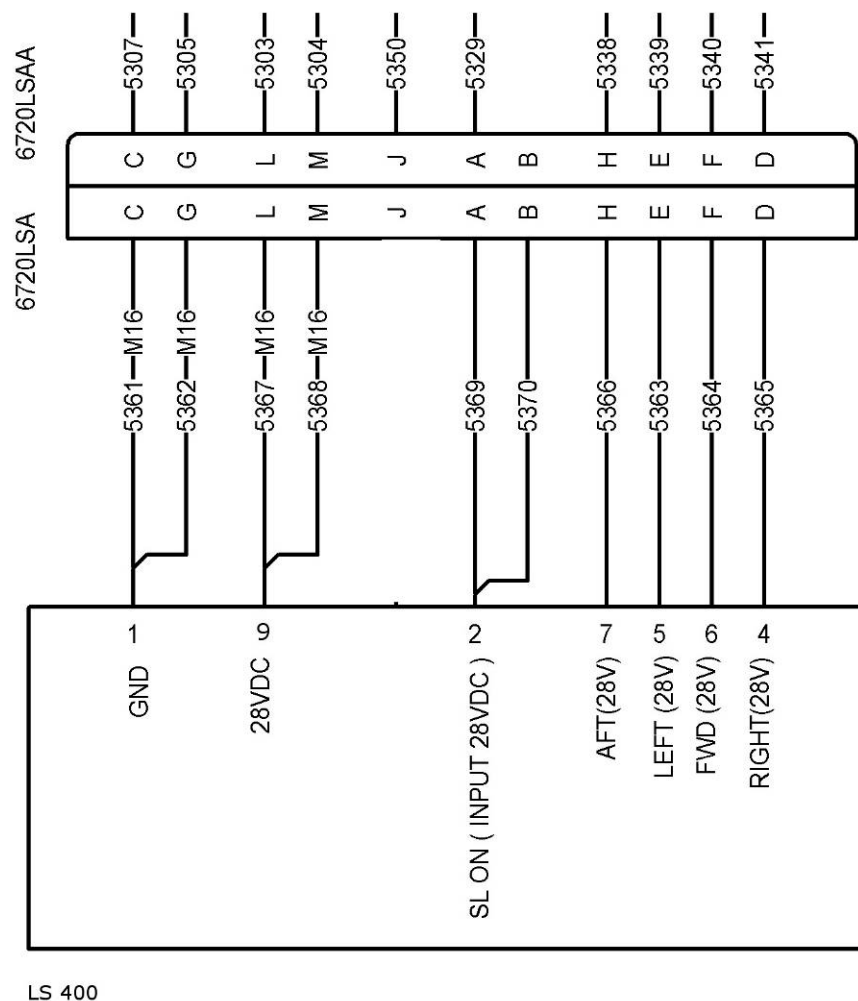 5307 5305 5303 5304 5350 5329 5338 5339 5340 5341
6720LSAA
C G L M J A B H E F D
C G L M J A B H E F D
6720LSA
M16 M16 M16 M16
5361 5362 5367 5368 5369 5370 5366 5363 5364 5365
1 9 2 7 5 6 4
GND
28VDC
SL ON ( INPUT 28VDC )
AFT(28V)
LEFT (28V)
FWD (28V)
RIGHT(28V)
LS 400